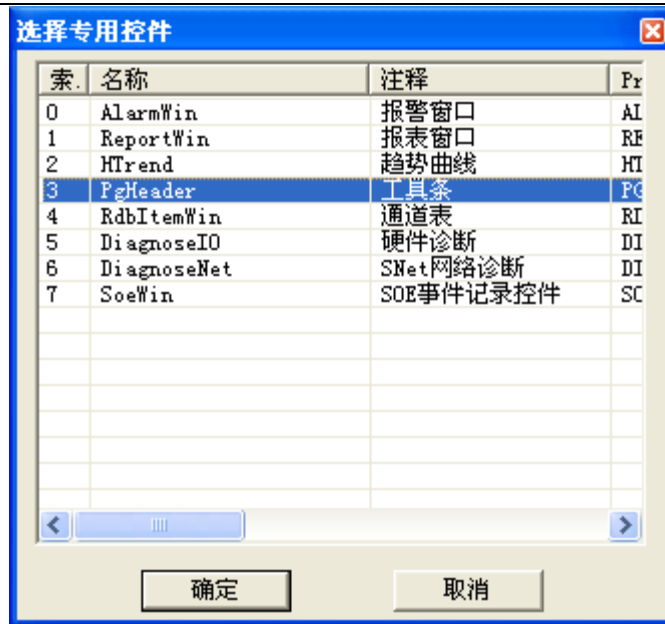 选择专用控件
索. 名称 注释 Pr
0 AlarmWin 报警窗口 AL
1 ReportWin 报表窗口 RE
2 HTrend 趋势曲线 HT
3 PgHeader 工具条 PG
4 RdbItemWin 通道表 RI
5 DiagnoseIO 硬件诊断 DI
6 DiagnoseNet SNet网络诊断 DI
7 SoeWin SOE事件记录控件 SO
确定 取消